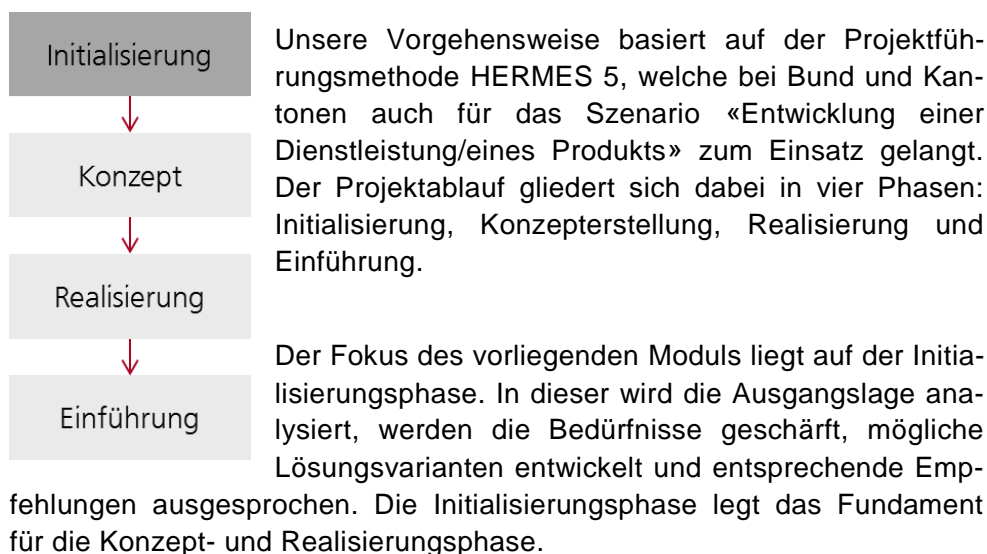 Initialisierung
Konzept
Realisierung
Einführung
Unsere Vorgehensweise basiert auf der Projektfüh-
rungsmethode HERMES 5, welche bei Bund und Kan-
tonen auch für das Szenario «Entwicklung einer
Dienstleistung/eines Produkts» zum Einsatz gelangt.
Der Projektablauf gliedert sich dabei in vier Phasen:
Initialisierung, Konzepterstellung, Realisierung und
Einführung.
Der Fokus des vorliegenden Moduls liegt auf der Initia-
lisierungsphase. In dieser wird die Ausgangslage ana-
lysiert, werden die Bedürfnisse geschärft, mögliche
Lösungsvarianten entwickelt und entsprechende Emp-
fehlungen ausgesprochen. Die Initialisierungsphase legt das Fundament
für die Konzept- und Realisierungsphase.